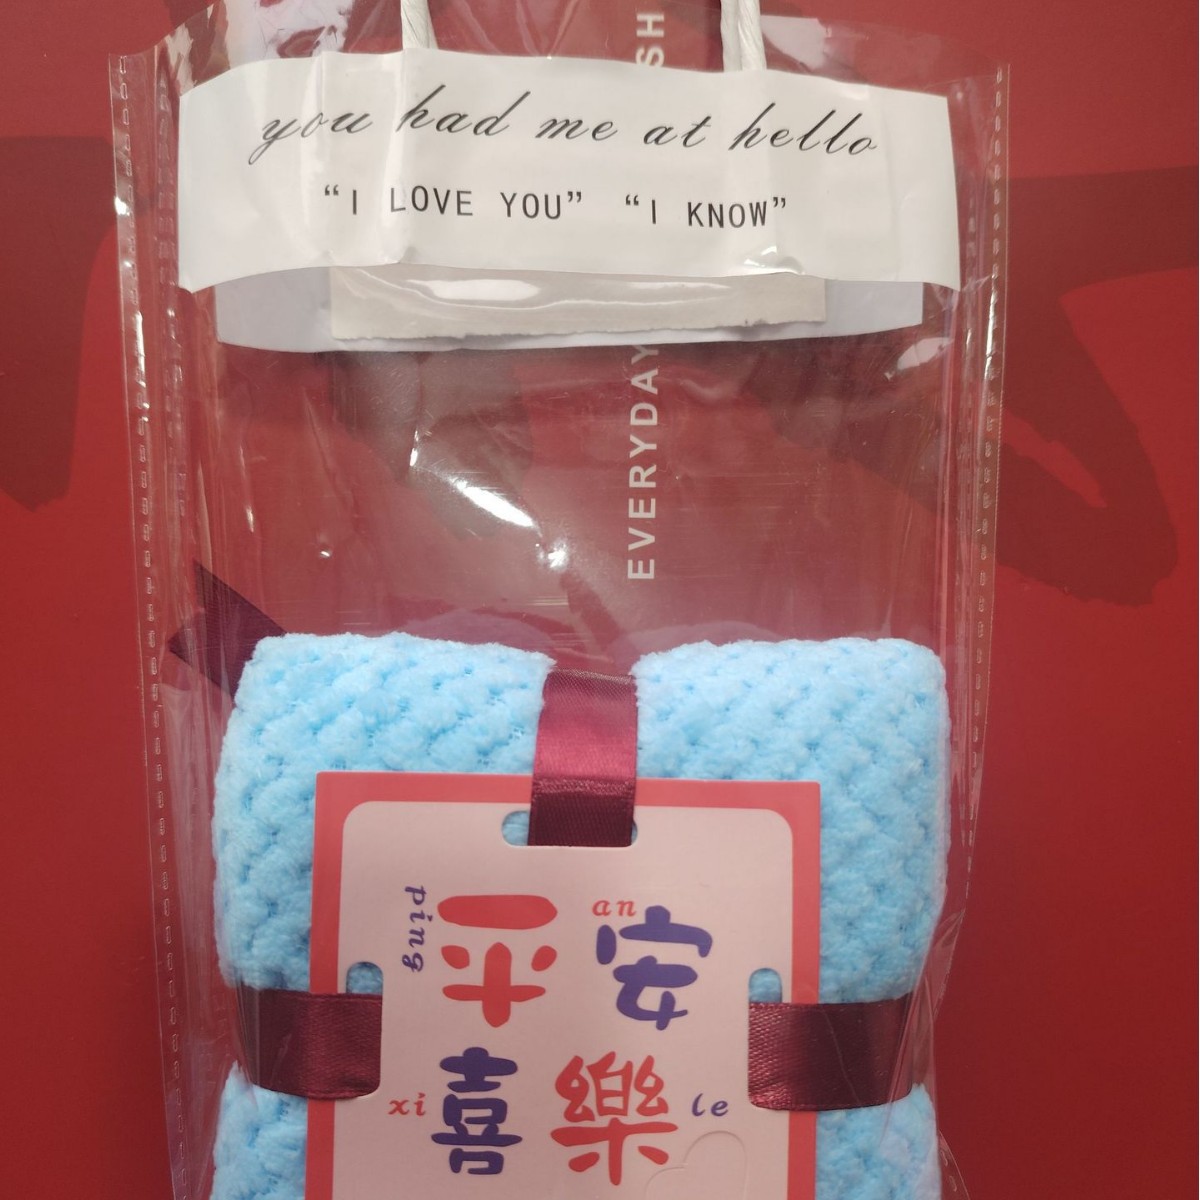 you had me at hello
“I LOVE YOU” “I KNOW”
EVERYDAY
ping 平 an 安
xi 喜 樂 le